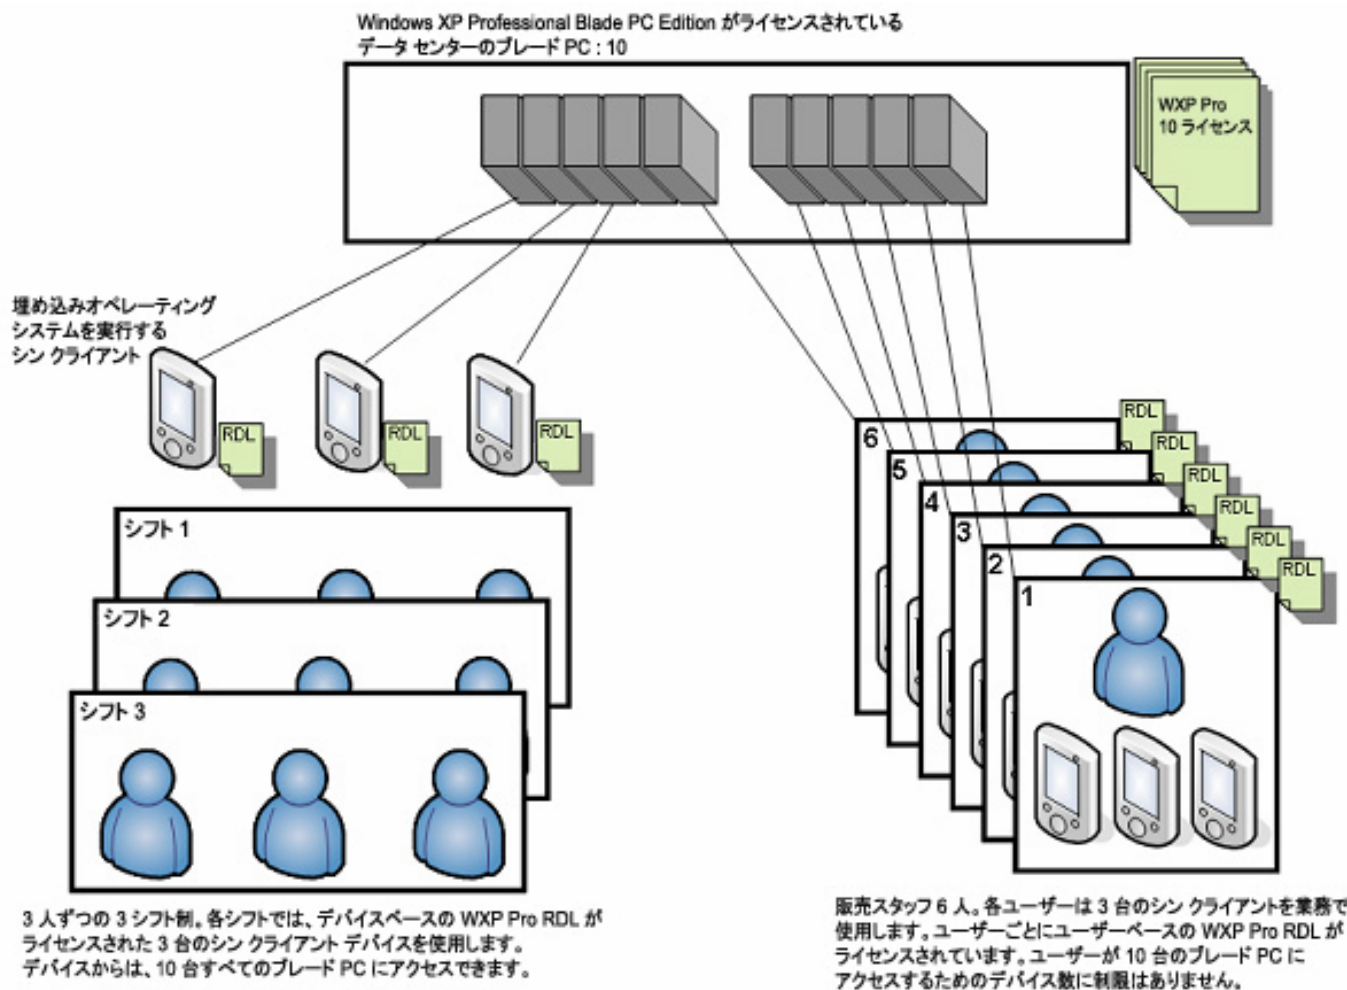 Windows XP Professional Blade PC Edition がライセンスされている
データ センターのブレード PC : 10
WXP Pro
10 ライセンス
埋め込みオペレーティング
システムを実行する
シン クライアント
RDL
RDL
RDL
シフト 1
シフト 2
シフト 3
6
5
4
3
2
1
RDL
RDL
RDL
RDL
RDL
RDL
3 人ずつの 3 シフト制。各シフトでは、デバイスベースの WXP Pro RDL が
ライセンスされた 3 台のシン クライアント デバイスを使用します。
デバイスからは、10 台すべてのブレード PC にアクセスできます。
販売スタッフ 6 人。各ユーザーは 3 台のシン クライアントを業務で
使用します。ユーザーごとにユーザーベースの WXP Pro RDL が
ライセンスされています。ユーザーが 10 台のブレード PC に
アクセスするためのデバイス数に制限はありません。